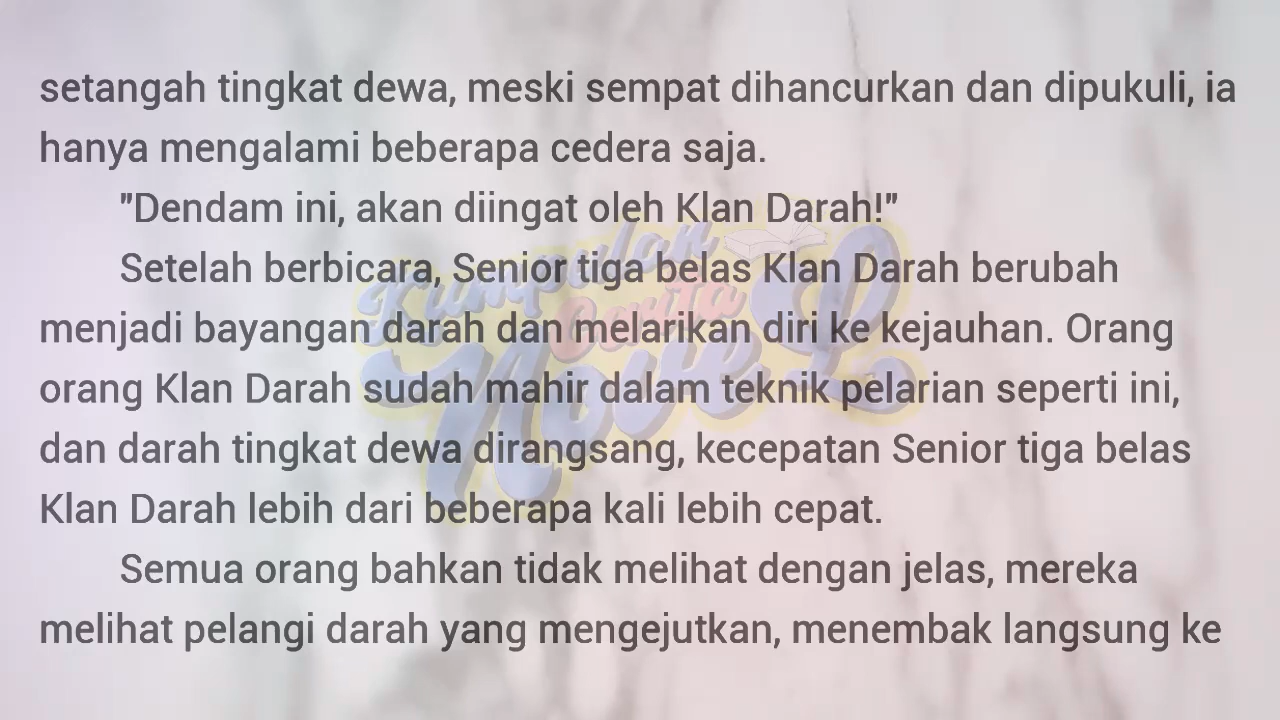 setangah tingkat dewa, meski sempat dihancurkan dan dipukuli, ia
hanya mengalami beberapa cedera saja.
"Dendam ini, akan diingat oleh Klan Darah!"
Setelah berbicara, Senior tiga belas Klan Darah berubah
menjadi bayangan darah dan melarikan diri ke kejauhan. Orang
orang Klan Darah sudah mahir dalam teknik pelarian seperti ini,
dan darah tingkat dewa dirangsang, kecepatan Senior tiga belas
Klan Darah lebih dari beberapa kali lebih cepat.
Semua orang bahkan tidak melihat dengan jelas, mereka
melihat pelangi darah yang mengejutkan, menembak langsung ke
Kumpulan
Cerita
Novel